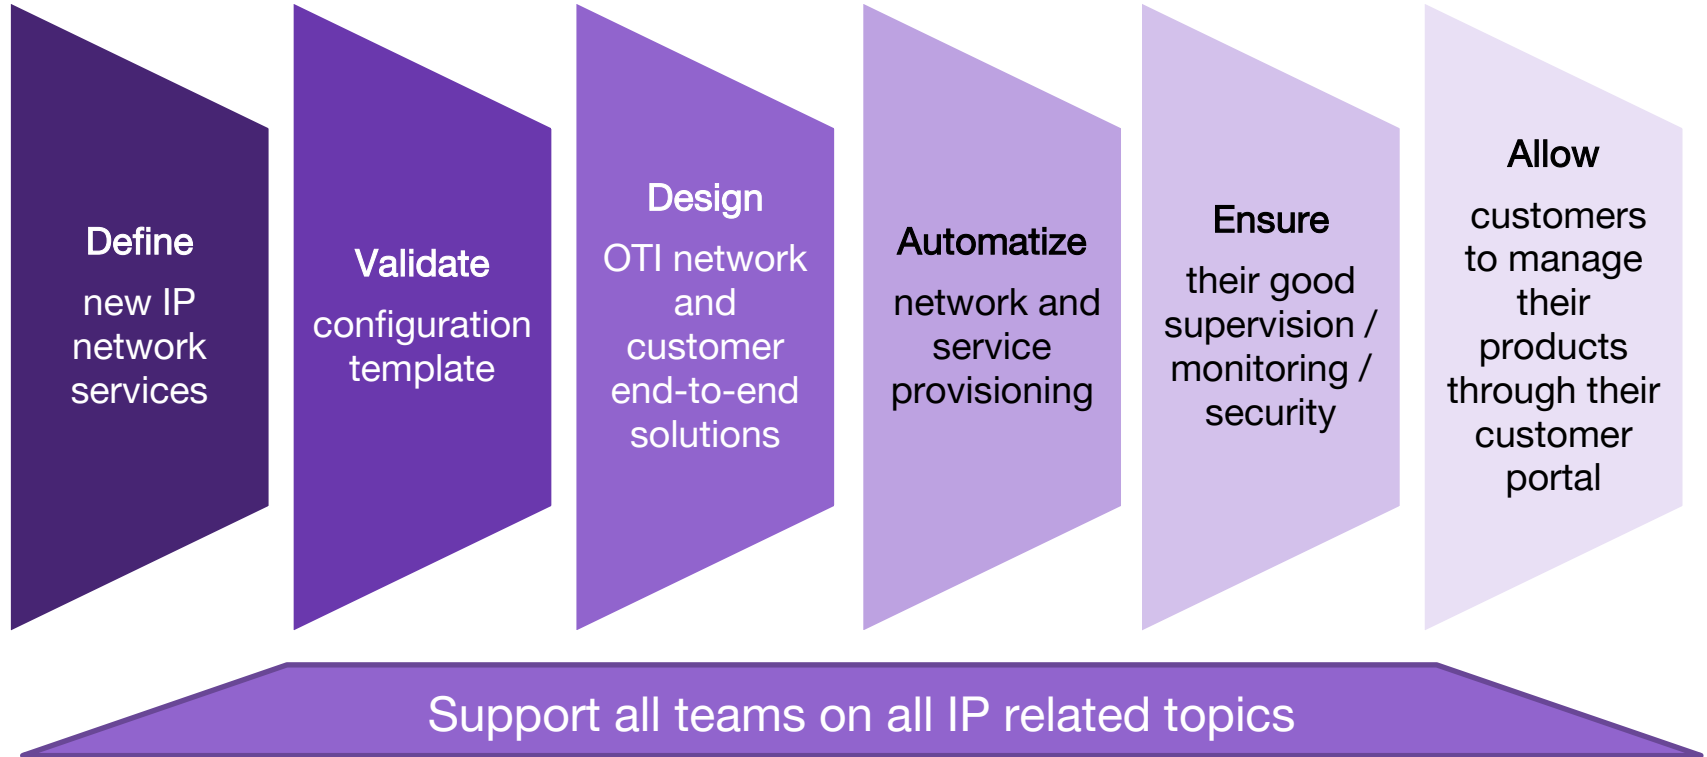 Define
new IP
network
services
Validate
configuration
template
Design
OTI network
and
customer
end-to-end
solutions
Automatize
network and
service
provisioning
Ensure
their good
supervision /
monitoring /
security
Allow
customers
to manage
their
products
through their
customer
portal
Support all teams on all IP related topics